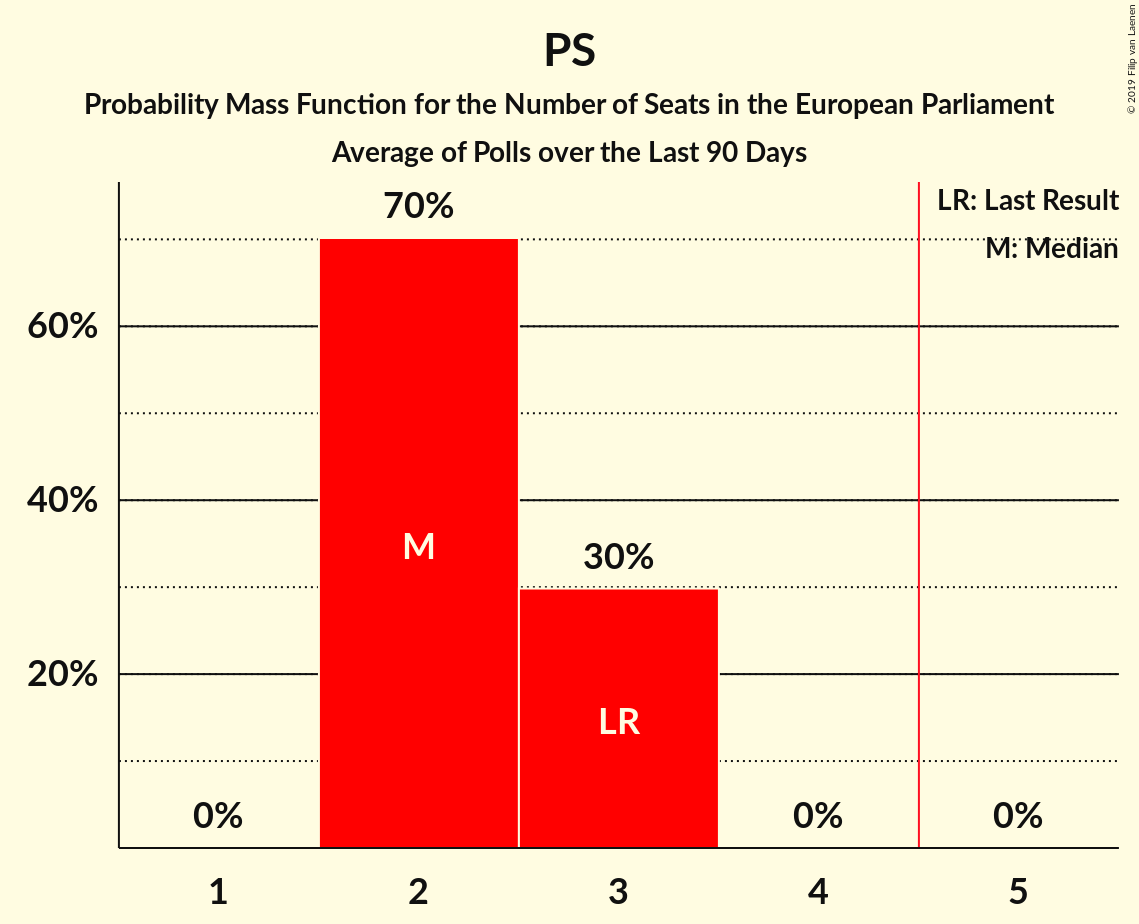 PS
Probability Mass Function for the Number of Seats in the European Parliament
Average of Polls over the Last 90 Days
© 2019 Filip van Laenen
LR: Last Result
M: Median
70%
60%
40%
M
30%
20%
LR
0%
0%
0%
1
2
3
4
5